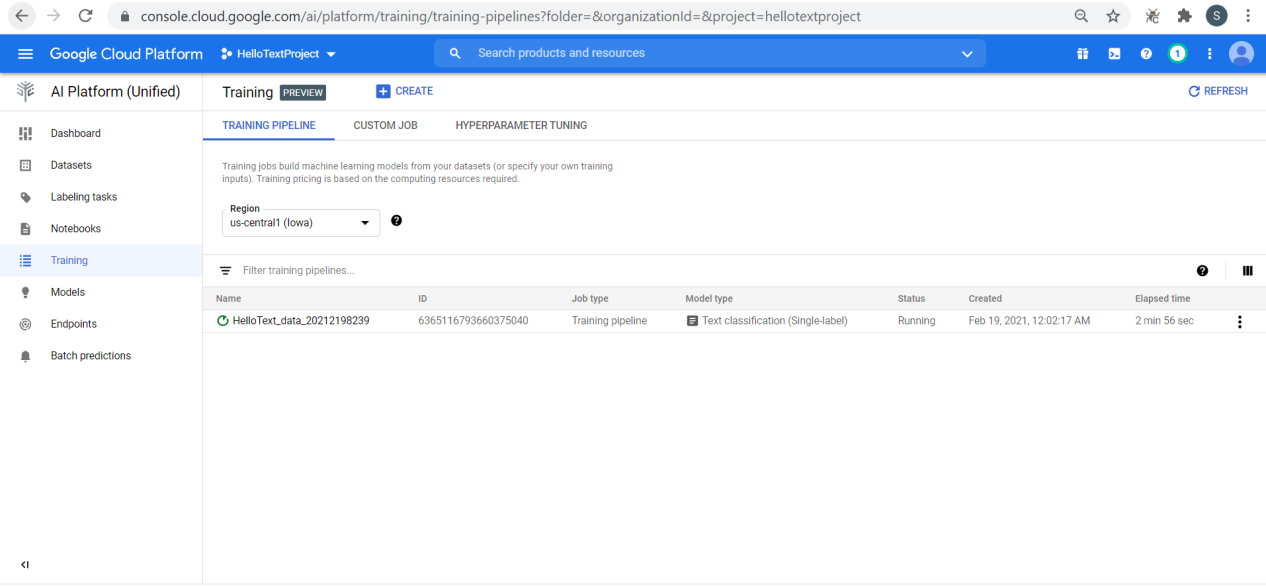 console.cloud.google.com/ai/platform/training/training-pipelines?folder=&organizationId=&project=hellotextproject
S
Google Cloud Platform HelloTextProject Search products and resources 1
AI Platform (Unified)
Training PREVIEW CREATE REFRESH
Dashboard
Datasets
Labeling tasks
Notebooks
Training
Models
Endpoints
Batch predictions
TRAINING PIPELINE CUSTOM JOB HYPERPARAMETER TUNING
Training jobs build machine learning models from your datasets (or specify your own training
inputs). Training pricing is based on the computing resources required.
Region
us-central1 (Iowa)
Filter training pipelines...
Name ID Job type Model type Status Created Elapsed time
HelloText_data_20212198239 6365116793660375040 Training pipeline Text classification (Single-label) Running Feb 19, 2021, 12:02:17 AM 2 min 56 sec